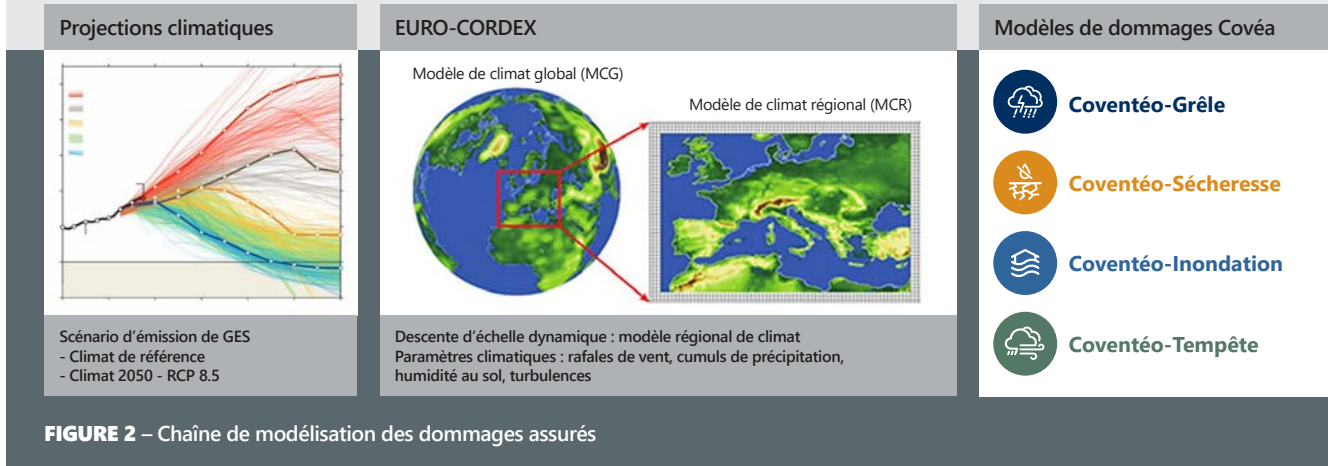 Projections climatiques
Scénario d’émission de GES
- Climat de référence
- Climat 2050 - RCP 8.5
EURO-CORDEX
Modèle de climat global (MCG)
Modèle de climat régional (MCR)
Descente d’échelle dynamique : modèle régional de climat
Paramètres climatiques : rafales de vent, cumuls de précipitation,
humidité au sol, turbulences
Modèles de dommages Covéa
Coventéo-Grêle
Coventéo-Sécheresse
Coventéo-Inondation
Coventéo-Tempête
FIGURE 2 – Chaîne de modélisation des dommages assurés